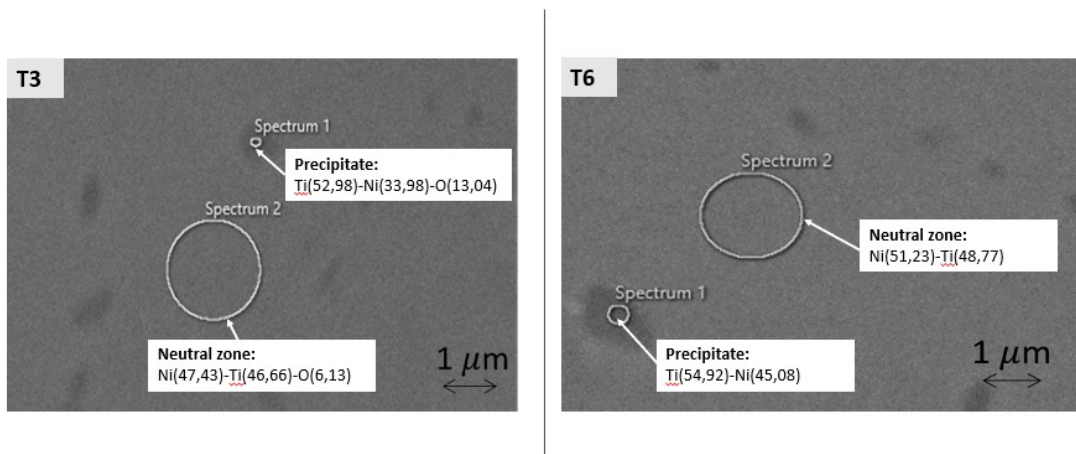 T3
Spectrum 1
Precipitate:
Ti(52,98)-Ni(33,98)-O(13,04)
Spectrum 2
Neutral zone:
Ni(47,43)-Ti(46,66)-O(6,13)
1 μm
T6
Spectrum 2
Neutral zone:
Ni(51,23)-Ti(48,77)
Spectrum 1
Precipitate:
Ti(54,92)-Ni(45,08)
1 μm